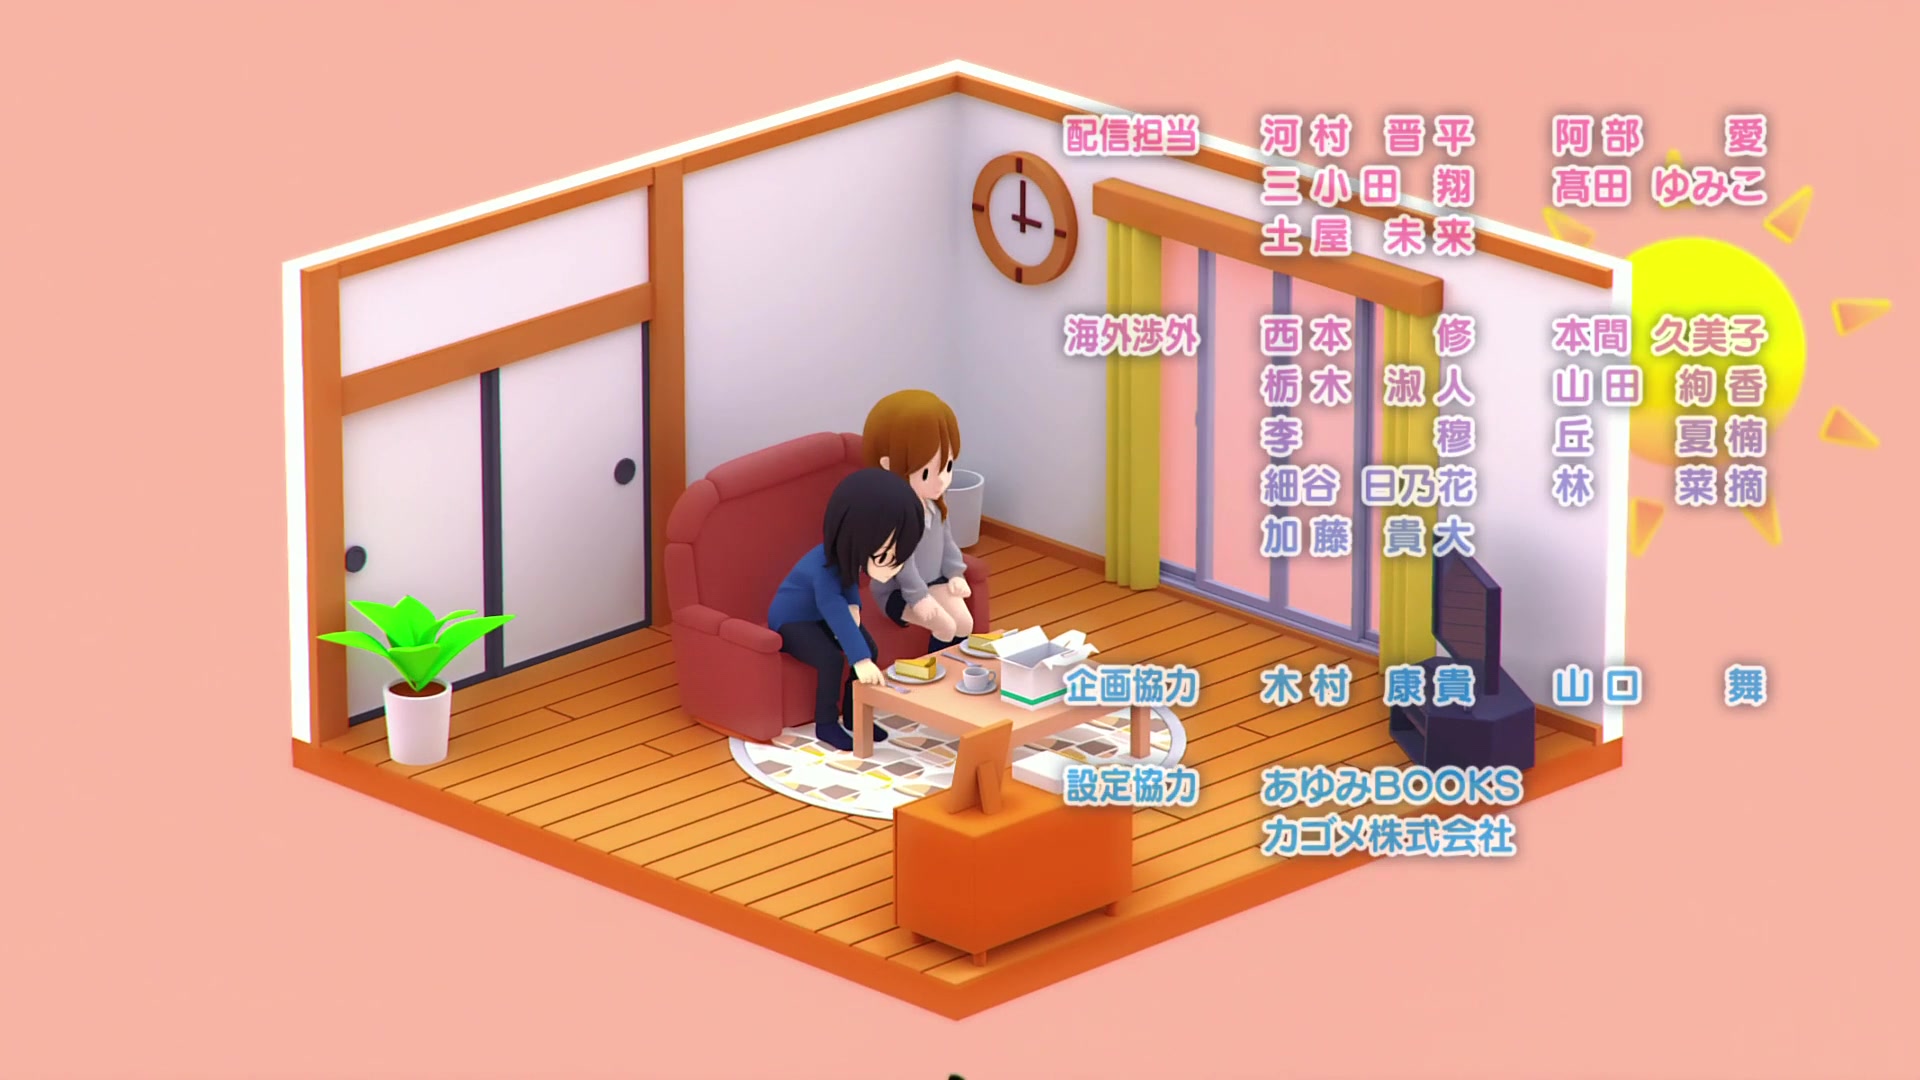 配信担当 河村 晋平 阿部 愛
三小田 翔 髙田 ゆみこ
土屋 未来
海外渉外 西本 修 本間 久美子
栃木 淑人 山田 絢香
李 穆 丘 夏楠
細谷 日乃花 林 菜摘
加藤 貴大
企画協力 木村 康貴 山口 舞
設定協力 あゆみBOOKS
カゴメ株式会社